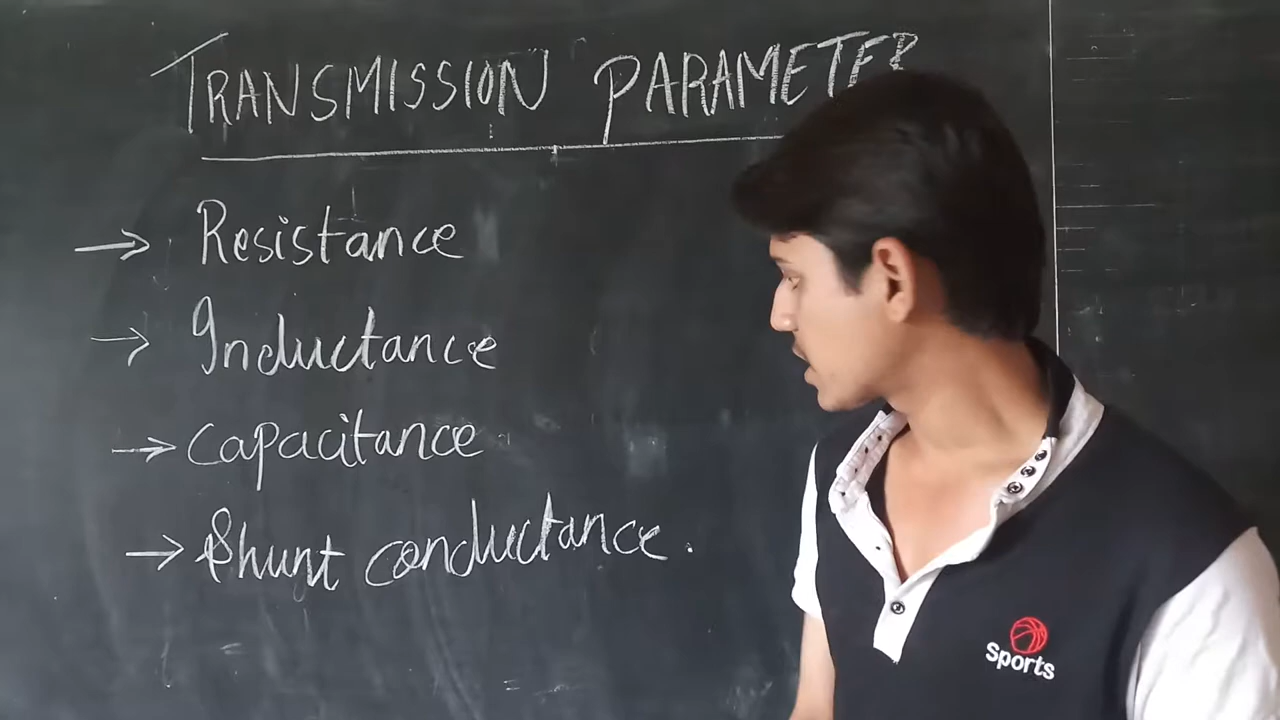 TRANSMISSION PARAMETER
→ Resistance
→ Inductance
→ Capacitance
→ Shunt conductance.
Sports